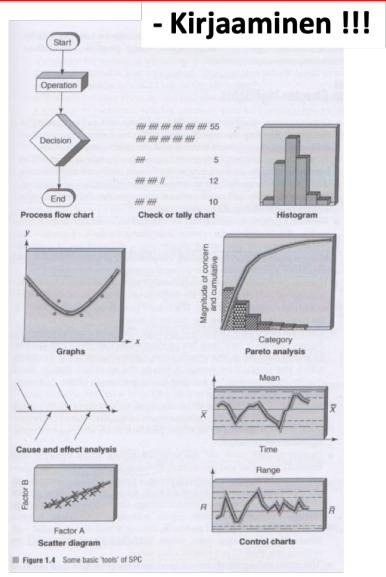 - Kirjaaminen !!!
Start
Operation
Decision
End
Process flow chart
55
5
12
10
Check or tally chart
Histogram
y
x
Graphs
Magnitude of concern
and cumulative
Category
Pareto analysis
Cause and effect analysis
Mean
X̿
X̿
Time
Factor B
Factor A
Scatter diagram
Range
R
R̄
Control charts
Figure 1.4 Some basic 'tools' of SPC